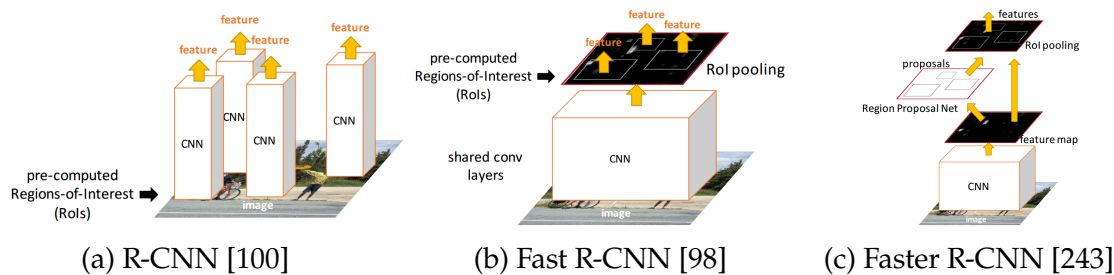 feature
feature
feature
feature
CNN
CNN
CNN
CNN
pre-computed
Regions-of-Interest
(RoIs)
image
(a) R-CNN [100]
feature
feature
feature
pre-computed
Regions-of-Interest
(RoIs)
RoI pooling
shared conv
layers
CNN
image
(b) Fast R-CNN [98]
features
RoI pooling
proposals
Region Proposal Net
feature map
CNN
image
(c) Faster R-CNN [243]